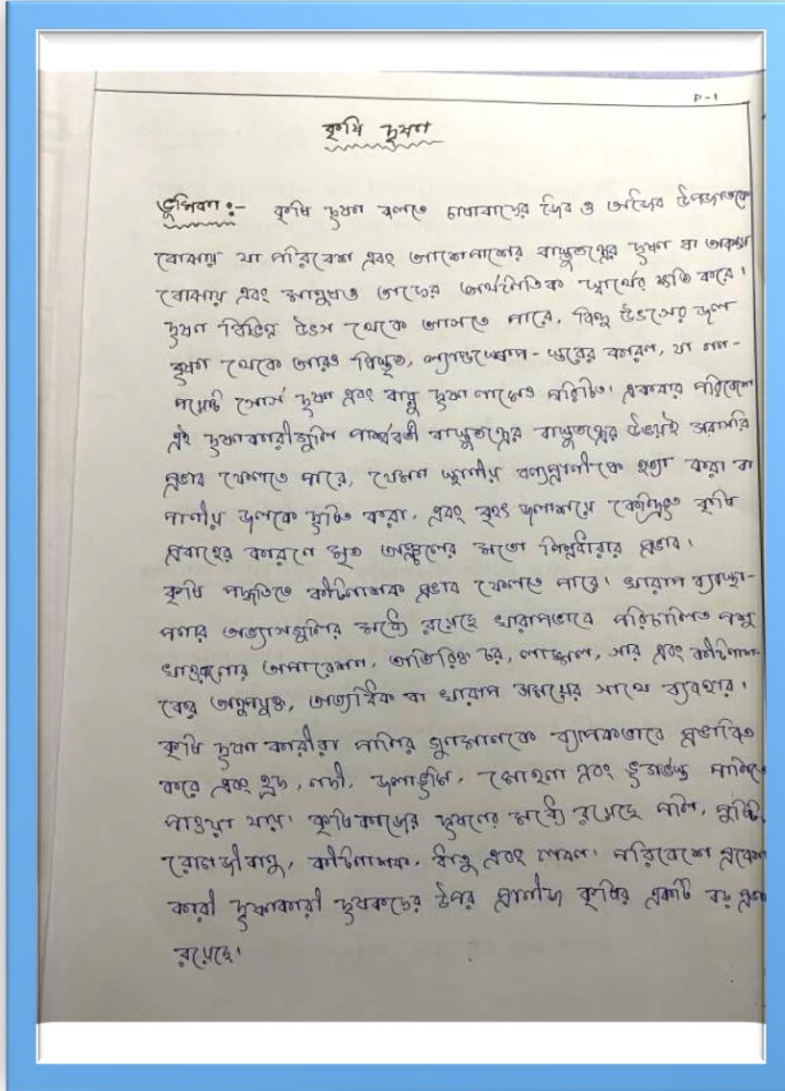 P-1
কৃষি দূষণ
ভূমিকা :- কৃষি দূষণ বলতে চাষাবাদের জৈব ও অজৈব উপজাতকে
বোঝায় যা পরিবেশ এবং আশেপাশের বাস্তুতন্ত্রের দূষণ বা অবক্ষয়
বোঝায় এবং মানুষও তাদের অর্থনৈতিক স্বার্থের ক্ষতি করে।
দূষণ বিভিন্ন উৎস থেকে আসতে পারে, বিন্দু উৎসের জল
দূষণ থেকে আরও বিস্তৃত, ল্যান্ডস্কেপ-স্তরের কারণ, যা নন-
পয়েন্ট সোর্স দূষণ এবং বায়ু দূষণ নামেও পরিচিত। একবার পরিবেশে
এই দূষণকারীগুলি পার্শ্ববর্তী বাস্তুতন্ত্রের বাস্তুতন্ত্রের উভয়ই সরাসরি
প্রভাব ফেলতে পারে, যেমন স্থানীয় বন্যপ্রাণীকে হত্যা করা বা
পানীয় জলকে দূষিত করা, এবং বৃহৎ জলাশয়ে কেন্দ্রীভূত কৃষি
প্রবাহের কারণে মৃত অঞ্চলের মতো নিম্নধারার প্রভাব।
কৃষি পদ্ধতিতে কীটনাশক প্রভাব ফেলতে পারে। খারাপ ব্যবস্থা-
পনার অভ্যাসগুলির মধ্যে রয়েছে খারাপভাবে পরিচালিত পশু
খাওয়ানোর অপারেশন, অতিরিক্ত চর, লাঙ্গল, সার এবং কীটনাশ-
কের অনুপযুক্ত, অত্যধিক বা খারাপ সময়ের সাথে ব্যবহার।
কৃষি দূষণ কারীরা পানির গুণমানকে ব্যাপকভাবে প্রভাবিত
করে এবং হ্রদ, নদী, জলাভূমি, মোহনা এবং ভূগর্ভস্থ পানিতে
পাওয়া যায়। কৃষিকাজের দূষণের মধ্যে রয়েছে পলি, পুষ্টি,
রোগজীবাণু, কীটনাশক, ধাতু এবং লবণ। পরিবেশে প্রবেশ
কারী দূষণকারী দূষকদের উপর প্রাণীজ কৃষির একটি বড় প্রভাব
রয়েছে।